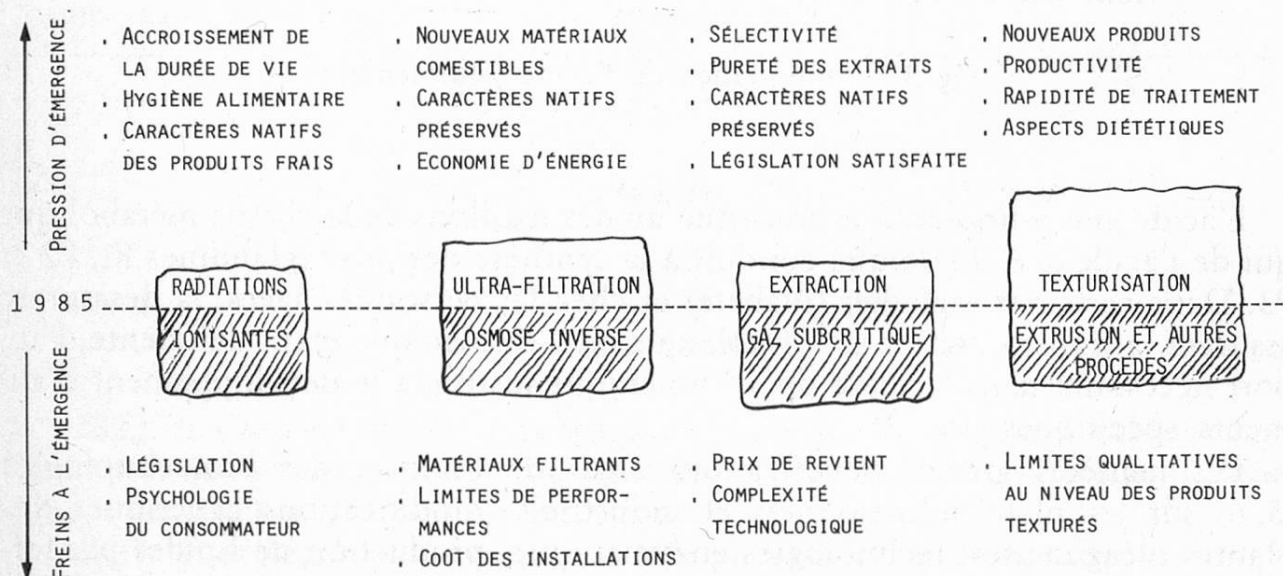 PRESSION D'ÉMERGENCE
. ACCROISSEMENT DE
LA DURÉE DE VIE
. HYGIÈNE ALIMENTAIRE
. CARACTÈRES NATIFS
DES PRODUITS FRAIS
. NOUVEAUX MATÉRIAUX
COMESTIBLES
. CARACTÈRES NATIFS
PRÉSERVÉS
. ECONOMIE D'ÉNERGIE
. SÉLECTIVITÉ
. PURETÉ DES EXTRAITS
. CARACTÈRES NATIFS
PRÉSERVÉS
. LÉGISLATION SATISFAITE
. NOUVEAUX PRODUITS
. PRODUCTIVITÉ
. RAPIDITÉ DE TRAITEMENT
. ASPECTS DIÉTÉTIQUES
1985
RADIATIONS
IONISANTES
ULTRA-FILTRATION
OSMOSE INVERSE
EXTRACTION
GAZ SUBCRITIQUE
TEXTURISATION
EXTRUSION ET AUTRES
PROCÉDÉS
FREINS À L'ÉMERGENCE
. LÉGISLATION
. PSYCHOLOGIE
DU CONSOMMATEUR
. MATÉRIAUX FILTRANTS
. LIMITES DE PERFOR-
MANCES
. COÛT DES INSTALLATIONS
. PRIX DE REVIENT
. COMPLEXITÉ
TECHNOLOGIQUE
. LIMITES QUALITATIVES
AU NIVEAU DES PRODUITS
TEXTURÉS